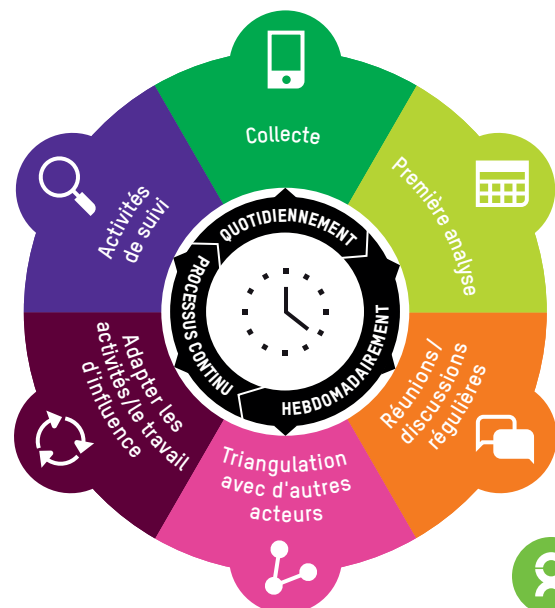 Collecte
Première analyse
Réunions/
discussions
régulières
Triangulation
avec d'autres
acteurs
Adapter les
activités/le travail
d'influence
Activités
de suivi
QUOTIDIENNEMENT
HEBDOMADAIREMENT
PROCESSUS CONTINU